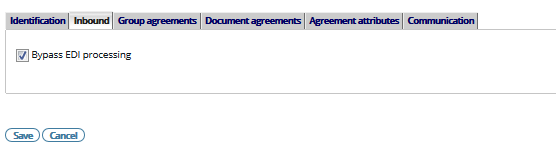 Identification Inbound Group agreements Document agreements Agreement attributes Communication
Bypass EDI processing
Save Cancel